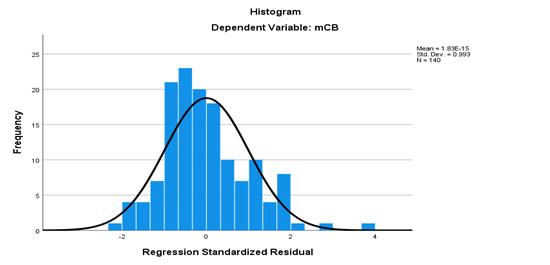 Histogram
Dependent Variable: mCB
Mean = 1.83E-15
Std. Dev. = 0.993
N = 140
25
20
15
10
5
0
Frequency
-2
0
2
4
Regression Standardized Residual